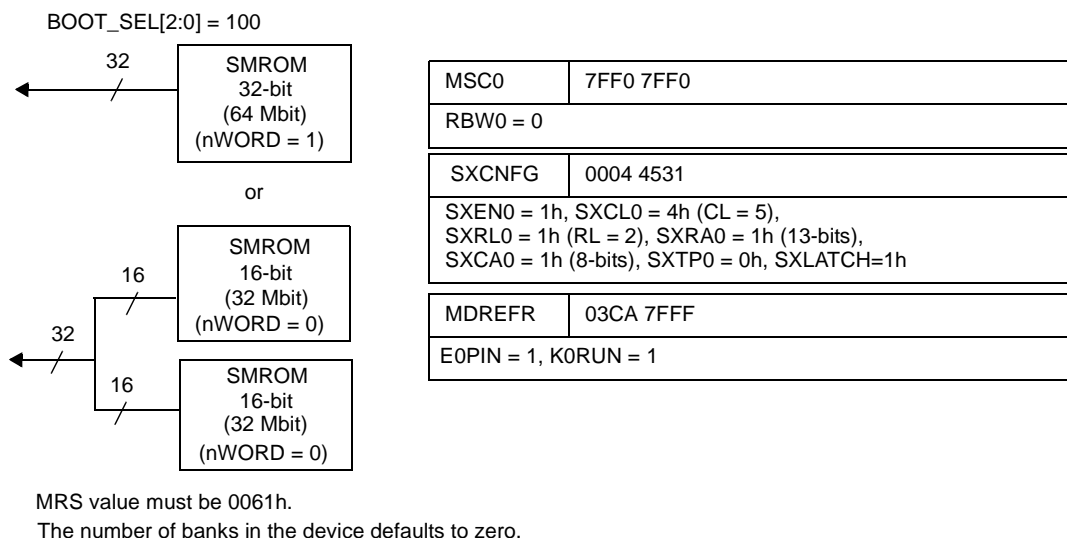 BOOT_SEL[2:0] = 100
32
SMROM
32-bit
(64 Mbit)
(nWORD = 1)
or
16
SMROM
16-bit
(32 Mbit)
(nWORD = 0)
32
16
SMROM
16-bit
(32 Mbit)
(nWORD = 0)
MSC0 7FF0 7FF0
RBW0 = 0
SXCNFG 0004 4531
SXEN0 = 1h, SXCL0 = 4h (CL = 5),
SXRL0 = 1h (RL = 2), SXRA0 = 1h (13-bits),
SXCA0 = 1h (8-bits), SXTP0 = 0h, SXLATCH=1h
MDREFR 03CA 7FFF
E0PIN = 1, K0RUN = 1
MRS value must be 0061h.
The number of banks in the device defaults to zero.